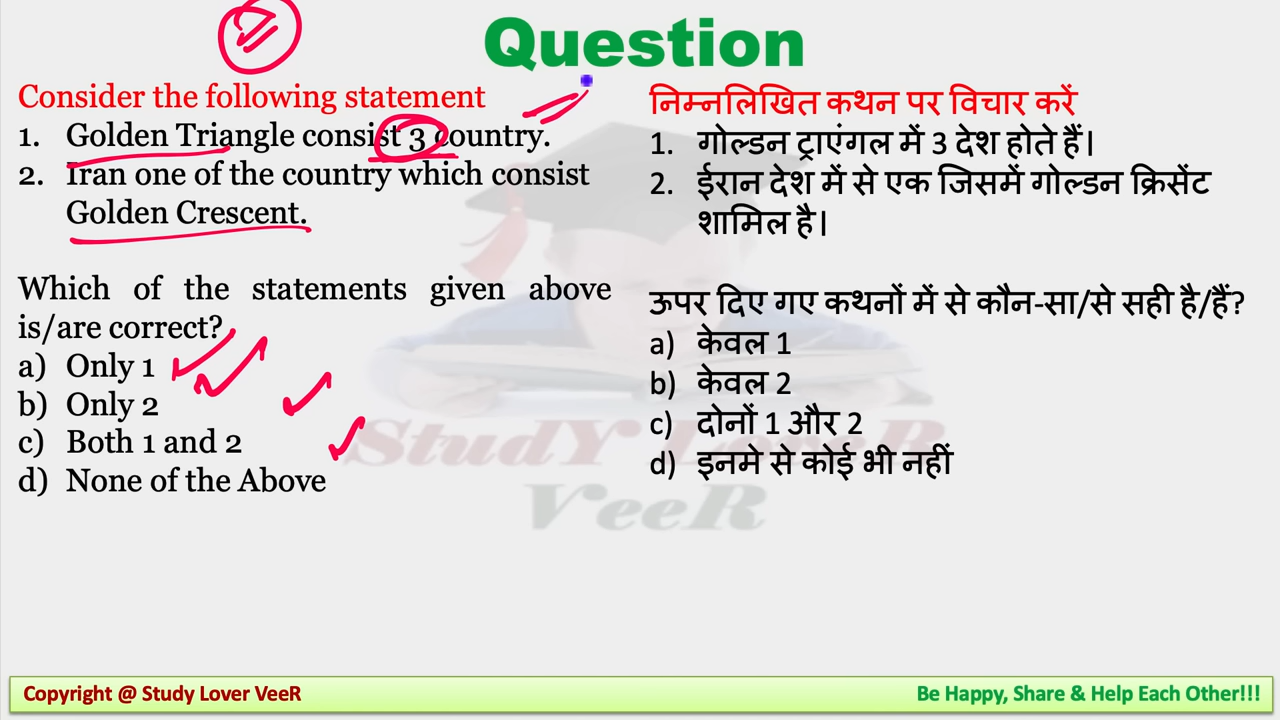 Question
Consider the following statement
1. Golden Triangle consist 3 country.
2. Iran one of the country which consist
Golden Crescent.
Which of the statements given above
is/are correct?
a) Only 1
b) Only 2
c) Both 1 and 2
d) None of the Above
निम्नलिखित कथन पर विचार करें
1. गोल्डन ट्राएंगल में 3 देश होते हैं।
2. ईरान देश में से एक जिसमें गोल्डन क्रिसेंट
शामिल है।
ऊपर दिए गए कथनों में से कौन-सा/से सही है/हैं?
a) केवल 1
b) केवल 2
c) दोनों 1 और 2
d) इनमे से कोई भी नहीं
StudY LoveR
VeeR
Copyright @ Study Lover VeeR
Be Happy, Share & Help Each Other!!!